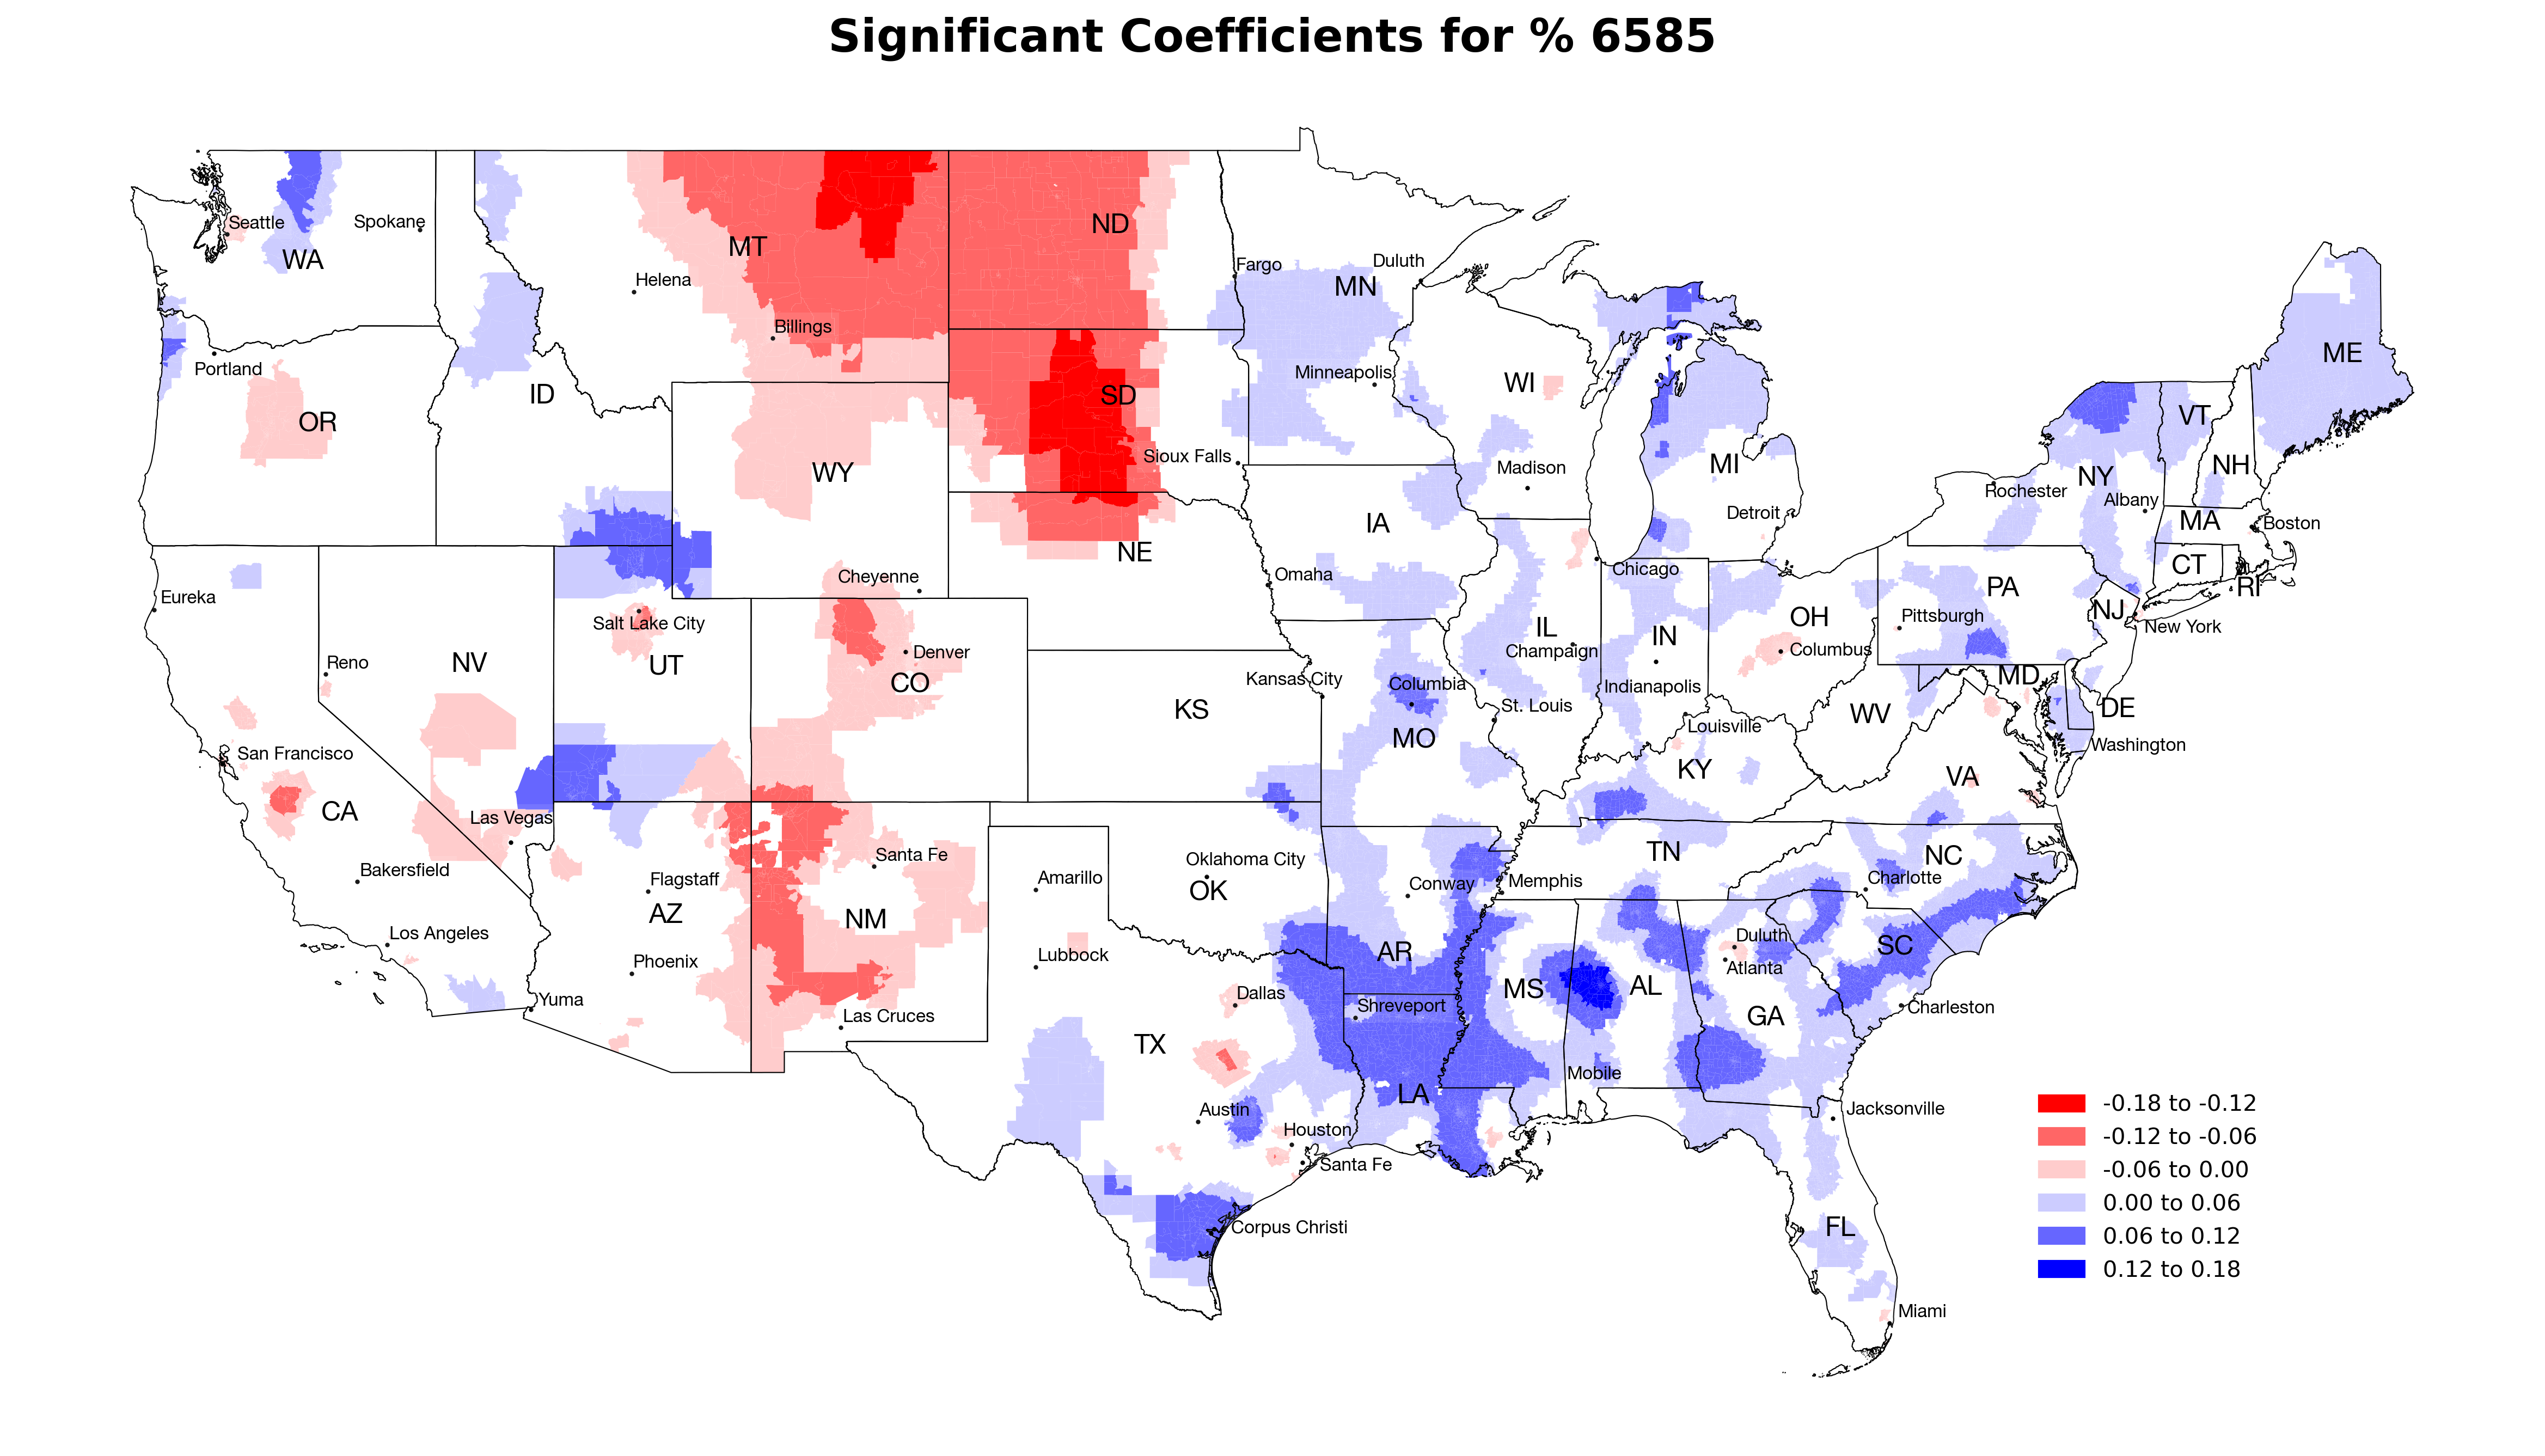 Significant Coefficients for % 6585
Seattle
Spokane
WA
MT
ND
Helena
Fargo
Duluth
MN
Billings
Portland
ID
OR
SD
Minneapolis
WI
ME
VT
WY
Sioux Falls
Madison
MI
NY
NH
Rochester
Albany
Detroit
IA
MA
Boston
NE
Cheyenne
Omaha
Chicago
CT
RI
PA
Eureka
Salt Lake City
NV
UT
Reno
Denver
CO
IL
Champaign
IN
OH
Pittsburgh
NJ
New York
Columbus
Kansas City
Columbia
Indianapolis
MD
KS
St. Louis
Louisville
WV
DE
MO
Washington
San Francisco
KY
VA
CA
Las Vegas
Santa Fe
Oklahoma City
TN
NC
Bakersfield
Flagstaff
Amarillo
OK
Conway
Memphis
Charlotte
AZ
NM
Los Angeles
Phoenix
Lubbock
AR
Duluth
SC
Atlanta
Yuma
Dallas
MS
AL
Las Cruces
Shreveport
GA
Charleston
TX
Mobile
LA
Austin
Houston
Jacksonville
Santa Fe
Corpus Christi
FL
Miami
-0.18 to -0.12
-0.12 to -0.06
-0.06 to 0.00
0.00 to 0.06
0.06 to 0.12
0.12 to 0.18